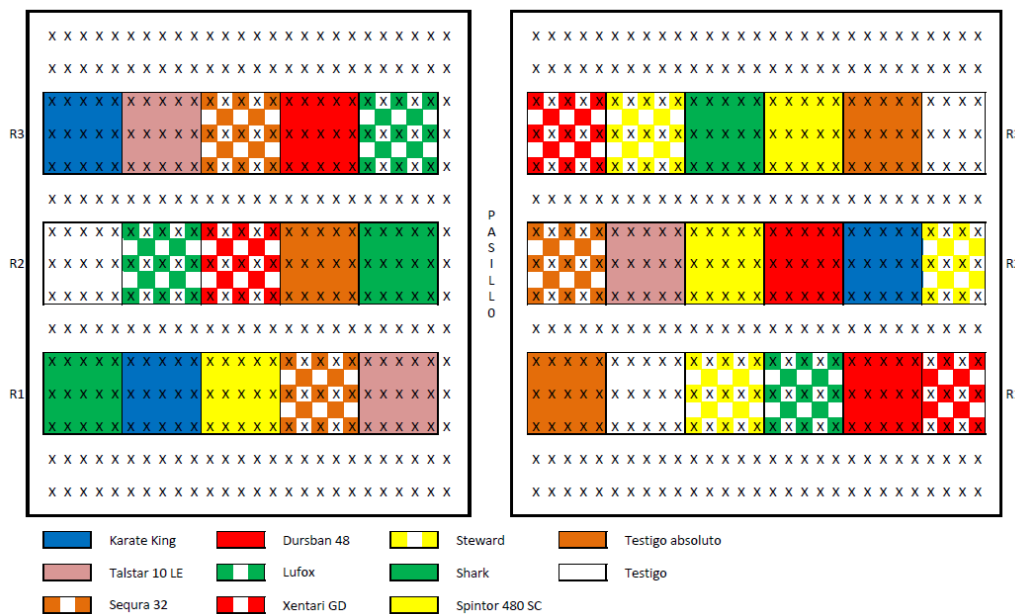 X X X X X X X X X X X X X X X X X X X X X X X X X X
X X X X X X X X X X X X X X X X X X X X X X X X X X
X X X X X X X X X X X X X X X X X X X X X X X X X X
R3 X X X X X X X X X X X X X X X X X X X X X X X X X X
X X X X X X X X X X X X X X X X X X X X X X X X X X
X X X X X X X X X X X X X X X X X X X X X X X X X X
X X X X X X X X X X X X X X X X X X X X X X X X X X
R2 X X X X X X X X X X X X X X X X X X X X X X X X X X
X X X X X X X X X X X X X X X X X X X X X X X X X X
X X X X X X X X X X X X X X X X X X X X X X X X X X
X X X X X X X X X X X X X X X X X X X X X X X X X X
R1 X X X X X X X X X X X X X X X X X X X X X X X X X X
X X X X X X X X X X X X X X X X X X X X X X X X X X
X X X X X X X X X X X X X X X X X X X X X X X X X X
X X X X X X X X X X X X X X X X X X X X X X X X X X
PASILLO
X X X X X X X X X X X X X X X X X X X X X X X X X X X X X
X X X X X X X X X X X X X X X X X X X X X X X X X X X X X
X X X X X X X X X X X X X X X X X X X X X X X X X X X X X
X X X X X X X X X X X X X X X X X X X X X X X X X X X X X R
X X X X X X X X X X X X X X X X X X X X X X X X X X X X X
X X X X X X X X X X X X X X X X X X X X X X X X X X X X X
X X X X X X X X X X X X X X X X X X X X X X X X X X X X X
X X X X X X X X X X X X X X X X X X X X X X X X X X X X X R
X X X X X X X X X X X X X X X X X X X X X X X X X X X X X
X X X X X X X X X X X X X X X X X X X X X X X X X X X X X
X X X X X X X X X X X X X X X X X X X X X X X X X X X X X
X X X X X X X X X X X X X X X X X X X X X X X X X X X X X R
X X X X X X X X X X X X X X X X X X X X X X X X X X X X X
X X X X X X X X X X X X X X X X X X X X X X X X X X X X X
X X X X X X X X X X X X X X X X X X X X X X X X X X X X X
Karate King Dursban 48 Steward Testigo absoluto
Talstar 10 LE Lufox Shark Testigo
Sequra 32 Xentari GD Spintor 480 SC